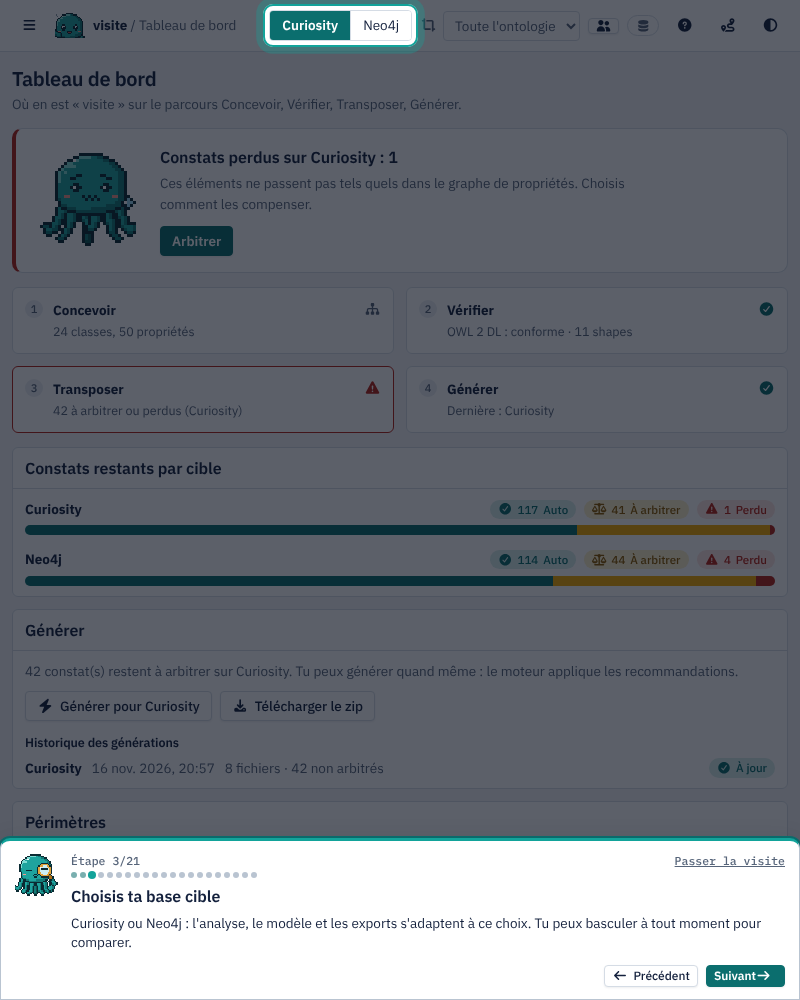 visite / Tableau de bord
Curiosity
Neo4j
Toute l'ontologie
Tableau de bord
Où en est « visite » sur le parcours Concevoir, Vérifier, Transposer, Générer.
Constats perdus sur Curiosity : 1
Ces éléments ne passent pas tels quels dans le graphe de propriétés. Choisis
comment les compenser.
Arbitrer
1 Concevoir
24 classes, 50 propriétés
2 Vérifier
OWL 2 DL : conforme · 11 shapes
3 Transposer
42 à arbitrer ou perdus (Curiosity)
4 Générer
Dernière : Curiosity
Constats restants par cible
Curiosity 117 Auto 41 À arbitrer 1 Perdu
Neo4j 114 Auto 44 À arbitrer 4 Perdu
Générer
42 constat(s) restent à arbitrer sur Curiosity. Tu peux générer quand même : le moteur applique les recommandations.
Générer pour Curiosity
Télécharger le zip
Historique des générations
Curiosity 16 nov. 2026, 20:57 8 fichiers · 42 non arbitrés À jour
Périmètres
Étape 3/21
Passer la visite
Choisis ta base cible
Curiosity ou Neo4j : l'analyse, le modèle et les exports s'adaptent à ce choix. Tu peux basculer à tout moment pour
comparer.
← Précédent
Suivant→